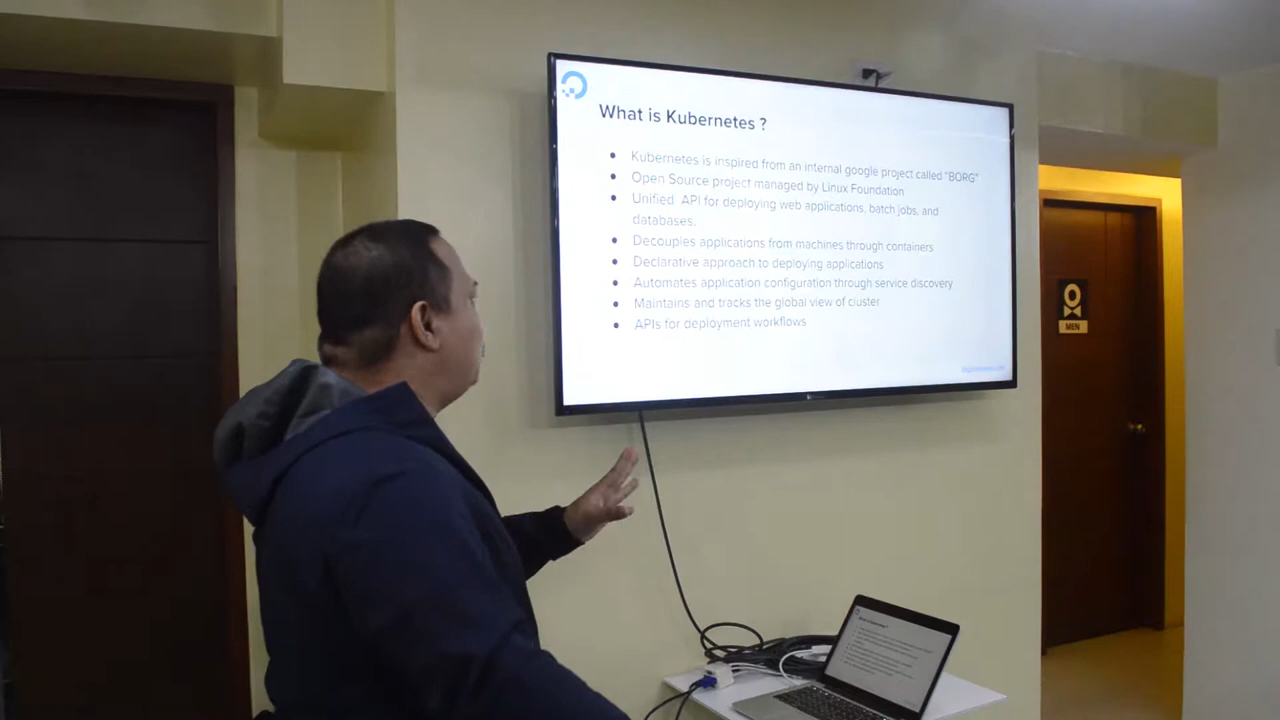 What is Kubernetes ?
● Kubernetes is inspired from an internal google project called "BORG"
● Open Source project managed by Linux Foundation
● Unified API for deploying web applications, batch jobs, and
databases.
● Decouples applications from machines through containers
● Declarative approach to deploying applications
● Automates application configuration through service discovery
● Maintains and tracks the global view of cluster
● APIs for deployment workflows
MEN
What is Kubernetes ?